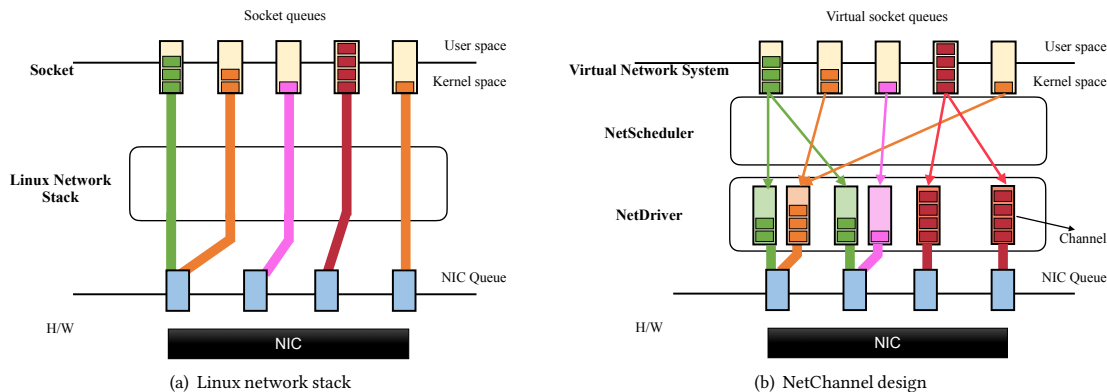 Socket queues
User space
Socket
Kernel space
Linux Network
Stack
NIC Queue
H/W
NIC
(a) Linux network stack
Virtual socket queues
User space
Virtual Network System
Kernel space
NetScheduler
NetDriver
Channel
NIC Queue
H/W
NIC
(b) NetChannel design